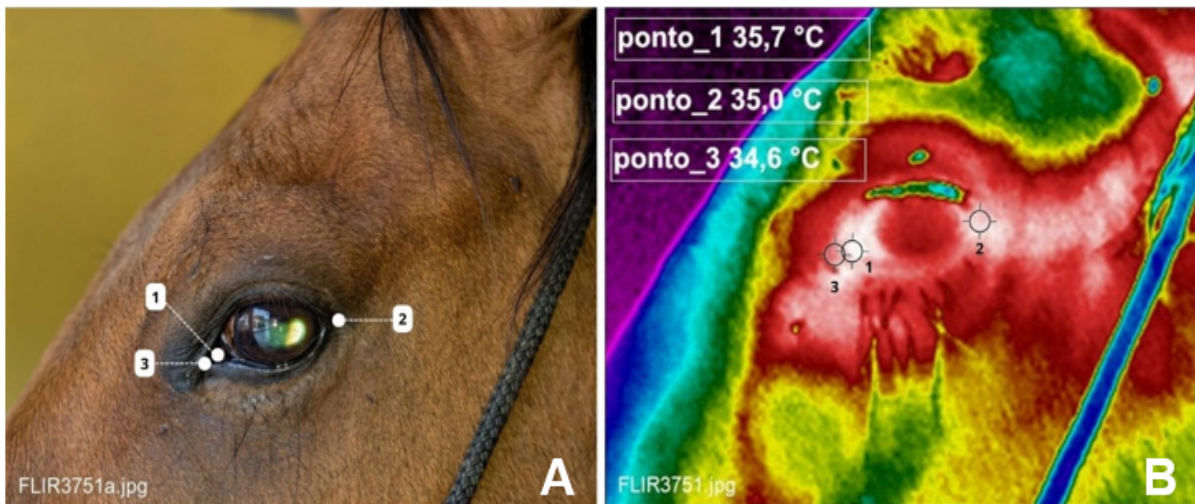 1
2
3
FLIR3751a.jpg
A
ponto_1 35,7 °C
ponto_2 35,0 °C
ponto_3 34,6 °C
2
1
3
FLIR3751.jpg
B